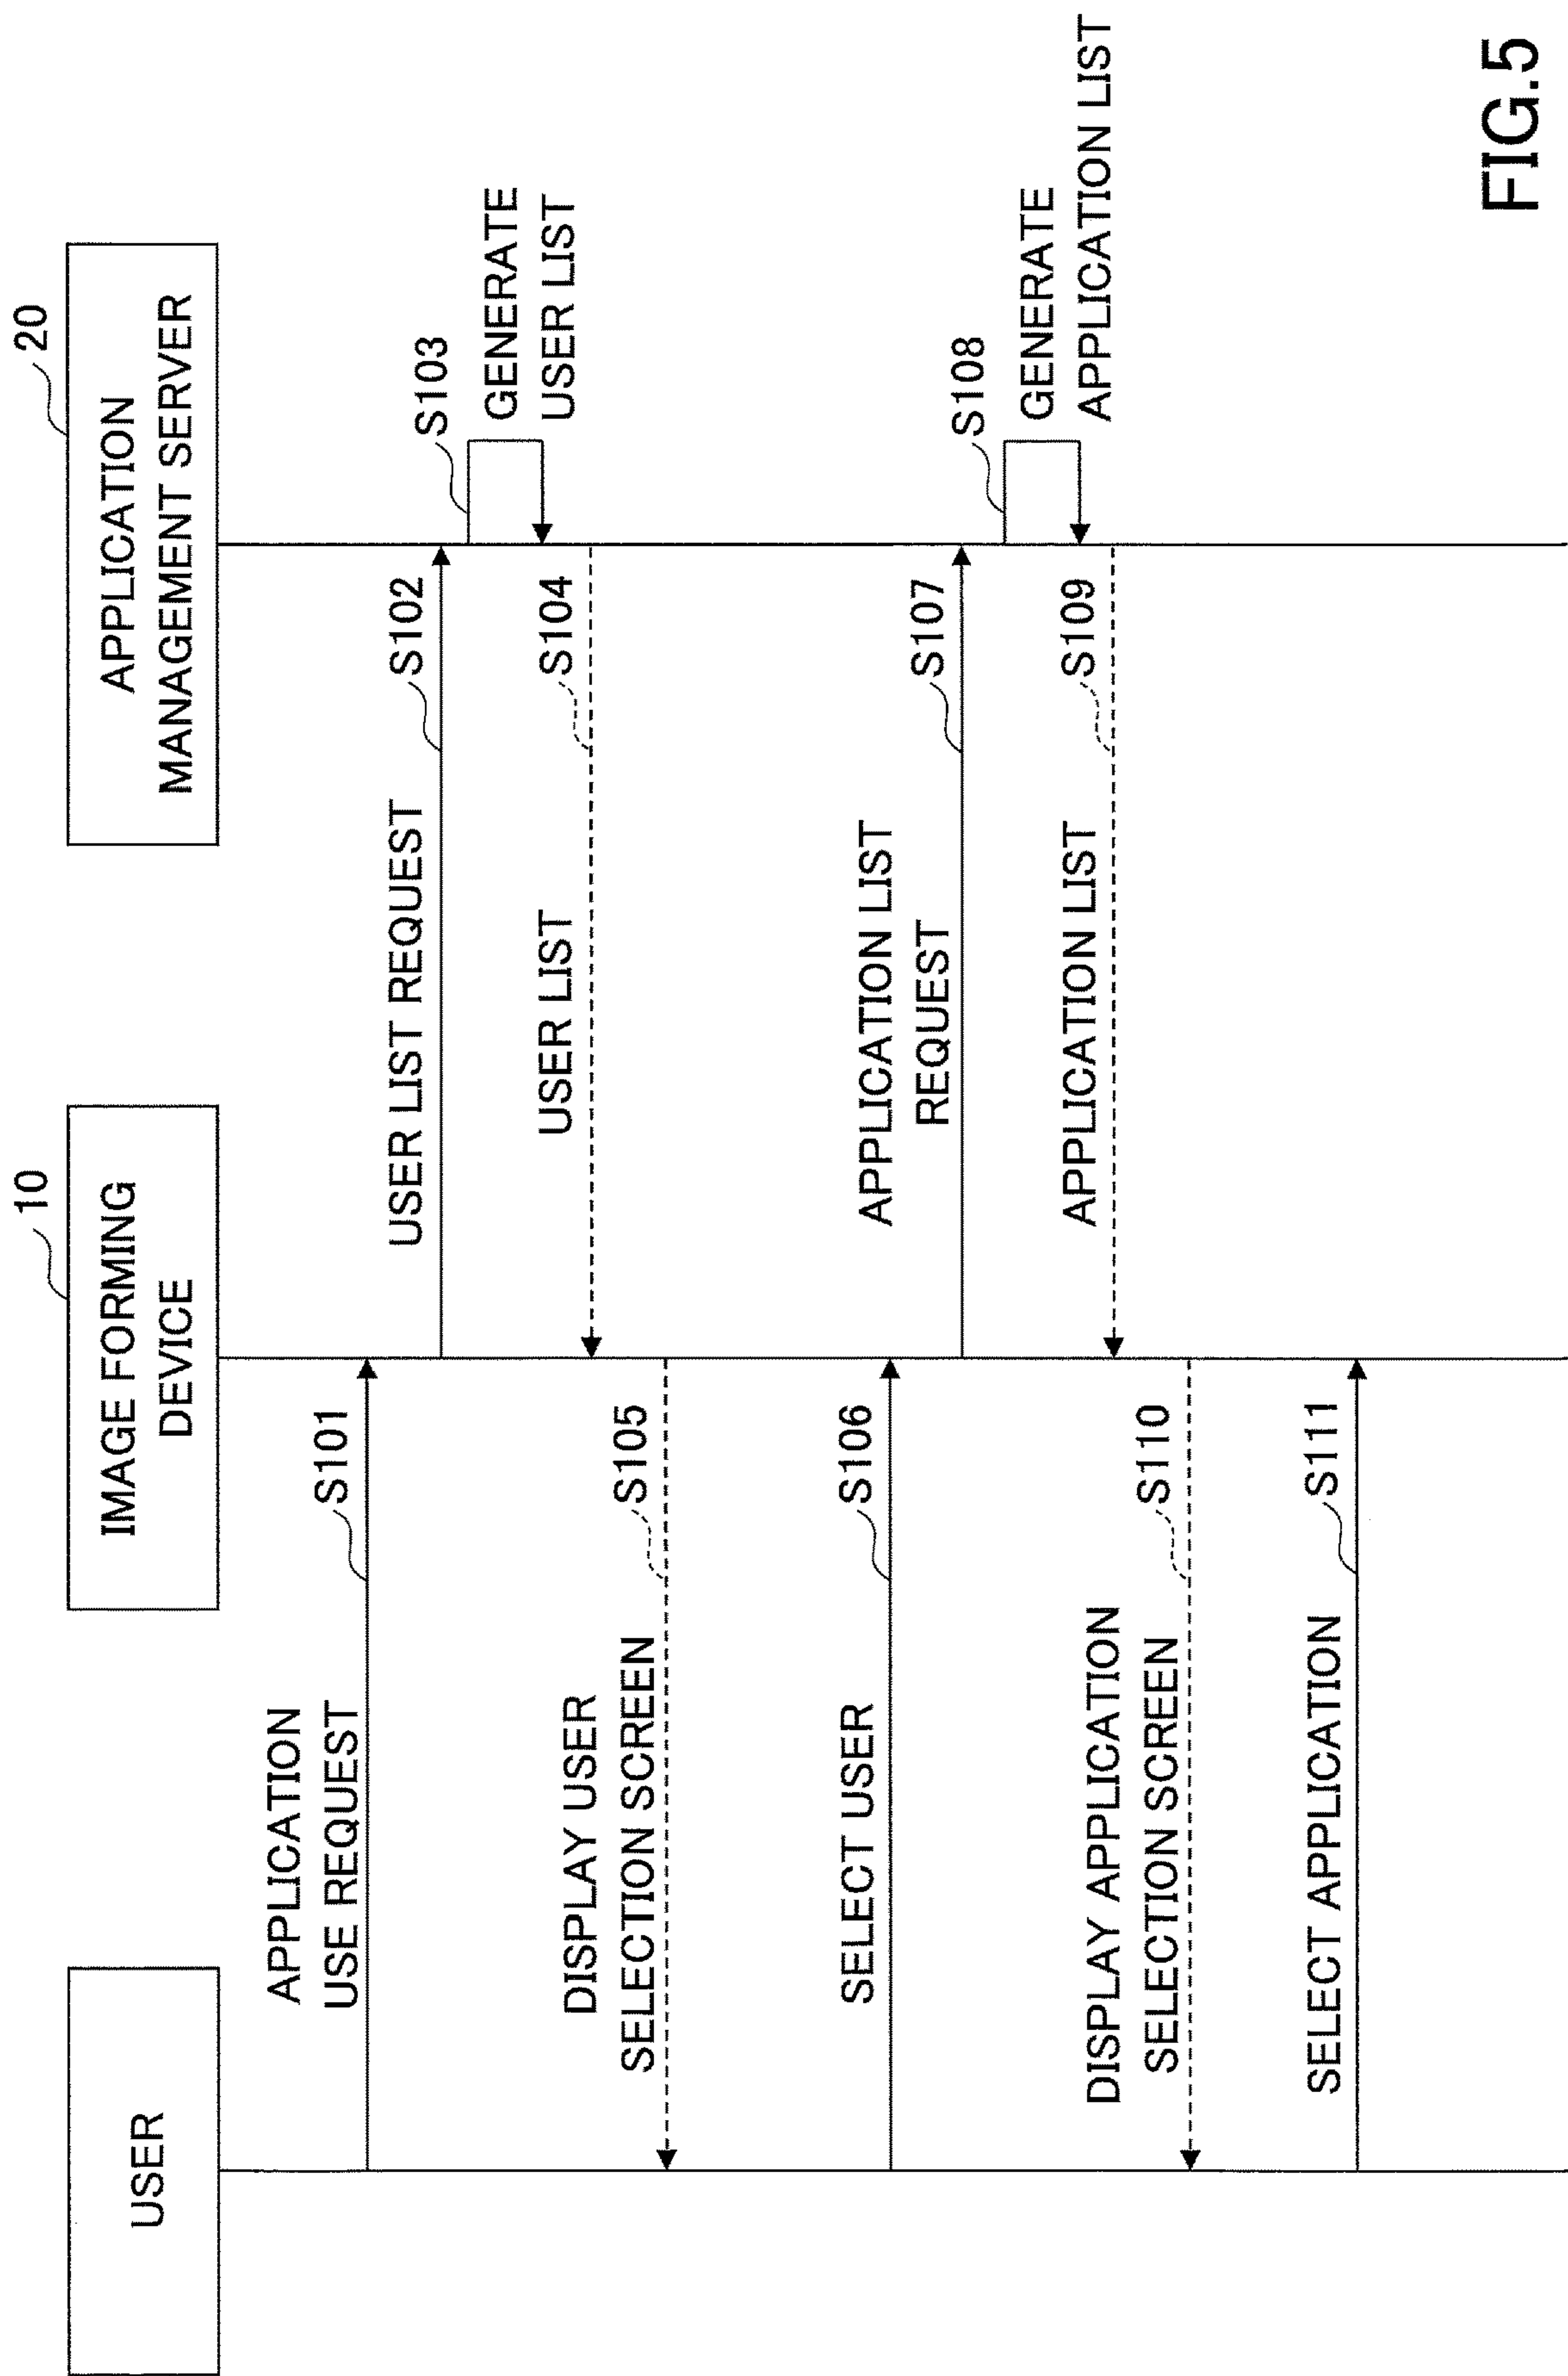 USER
10
IMAGE FORMING
DEVICE
20
APPLICATION
MANAGEMENT SERVER
APPLICATION
USE REQUEST
S101
USER LIST REQUEST
S102
S103
GENERATE
USER LIST
USER LIST
S104
DISPLAY USER
SELECTION SCREEN
S105
SELECT USER
S106
APPLICATION LIST
REQUEST
S107
S108
GENERATE
APPLICATION LIST
APPLICATION LIST
S109
DISPLAY APPLICATION
SELECTION SCREEN
S110
SELECT APPLICATION
S111
FIG.5